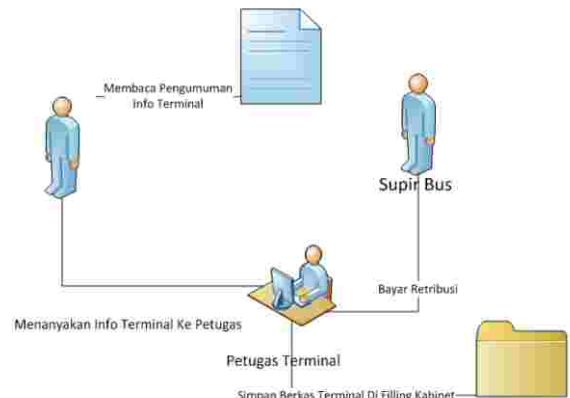 Membaca Pengumuman
Info Terminal
Supir Bus
Bayar Retribusi
Menanyakan Info Terminal Ke Petugas
Petugas Terminal
Simpan Berkas Terminal Di Filling Kabinet